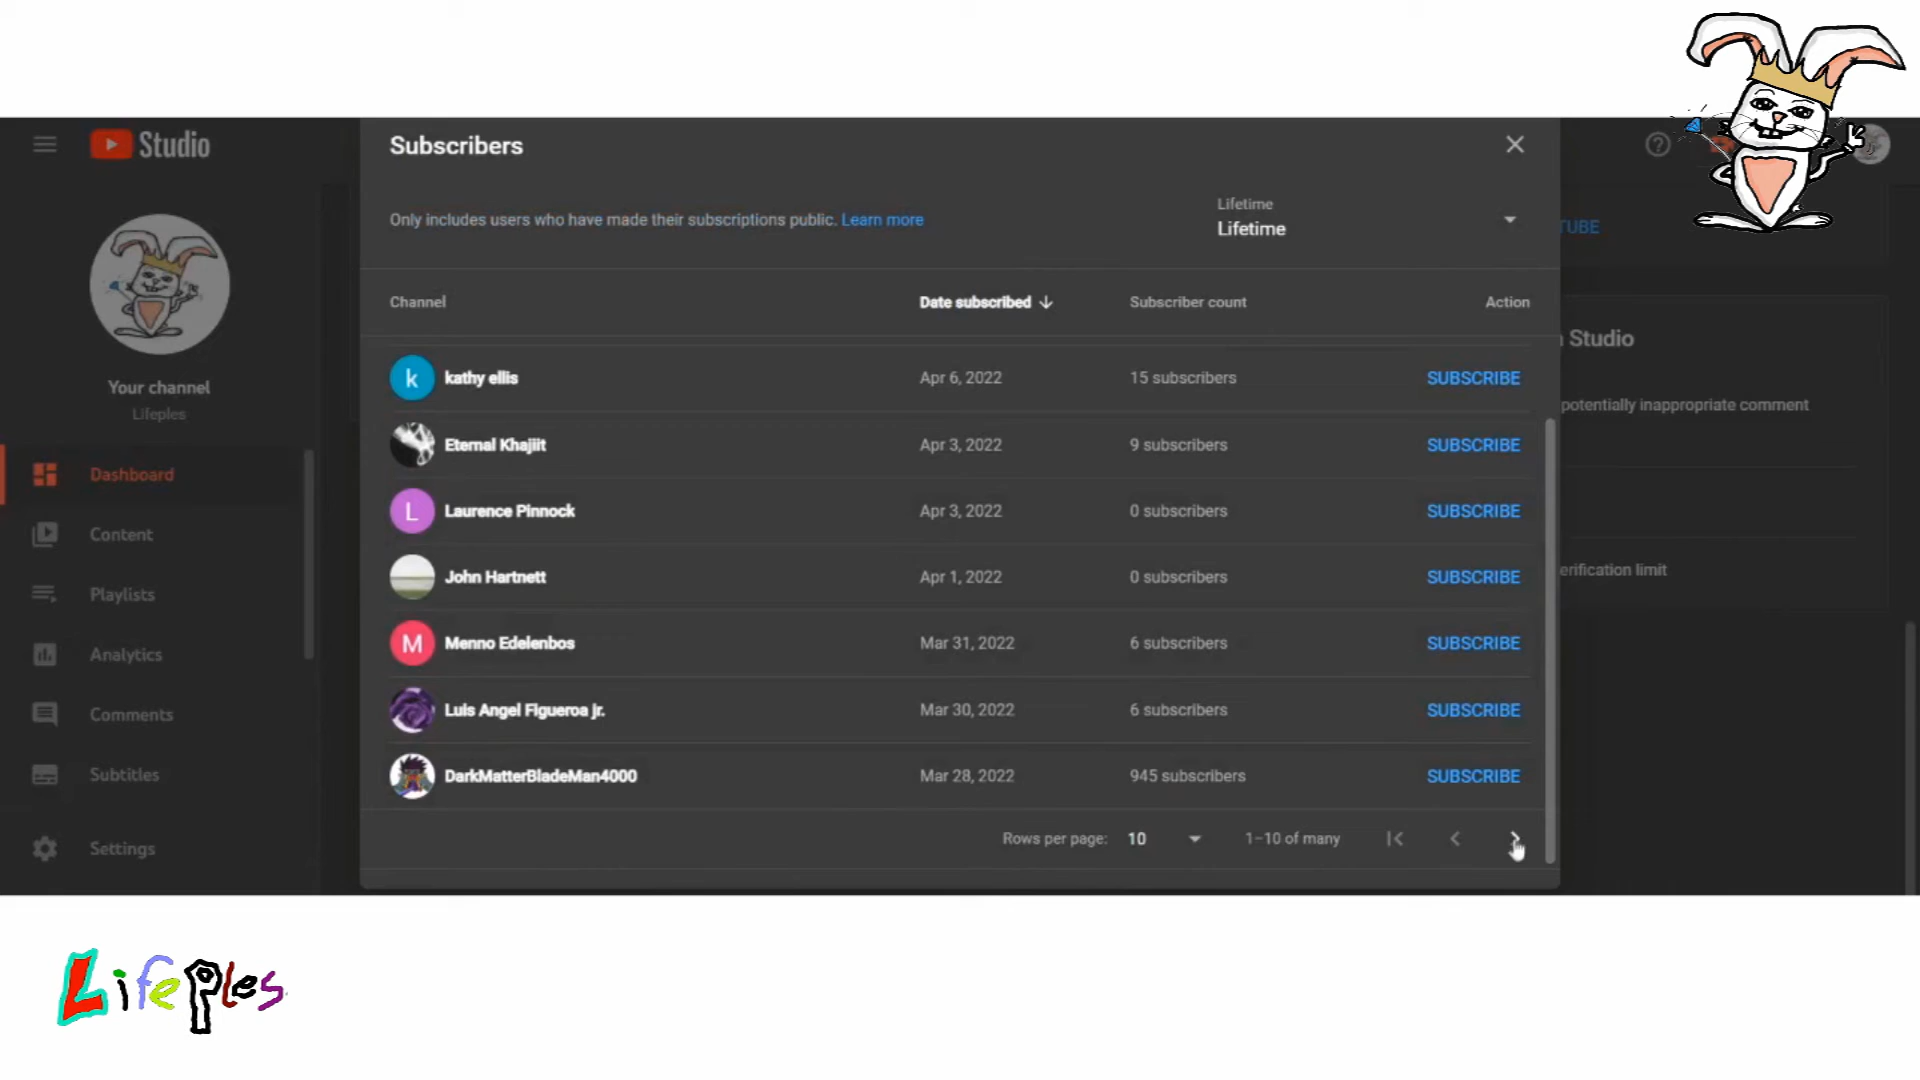 Studio
Subscribers
Only includes users who have made their subscriptions public. Learn more
Lifetime
Lifetime
TUBE
Channel
Date subscribed
Subscriber count
Action
Studio
Your channel
Lifeples
k
kathy ellis
Apr 6, 2022
15 subscribers
SUBSCRIBE
potentially inappropriate comment
Eternal Khajiit
Apr 3, 2022
9 subscribers
SUBSCRIBE
Dashboard
L
Laurence Pinnock
Apr 3, 2022
0 subscribers
SUBSCRIBE
Content
John Hartnett
Apr 1, 2022
0 subscribers
SUBSCRIBE
erification limit
Playlists
M
Menno Edelenbos
Mar 31, 2022
6 subscribers
SUBSCRIBE
Analytics
Luis Angel Figueroa jr.
Mar 30, 2022
6 subscribers
SUBSCRIBE
Comments
DarkMatterBladeMan4000
Mar 28, 2022
945 subscribers
SUBSCRIBE
Subtitles
Settings
Rows per page: 10
1–10 of many
LifePles